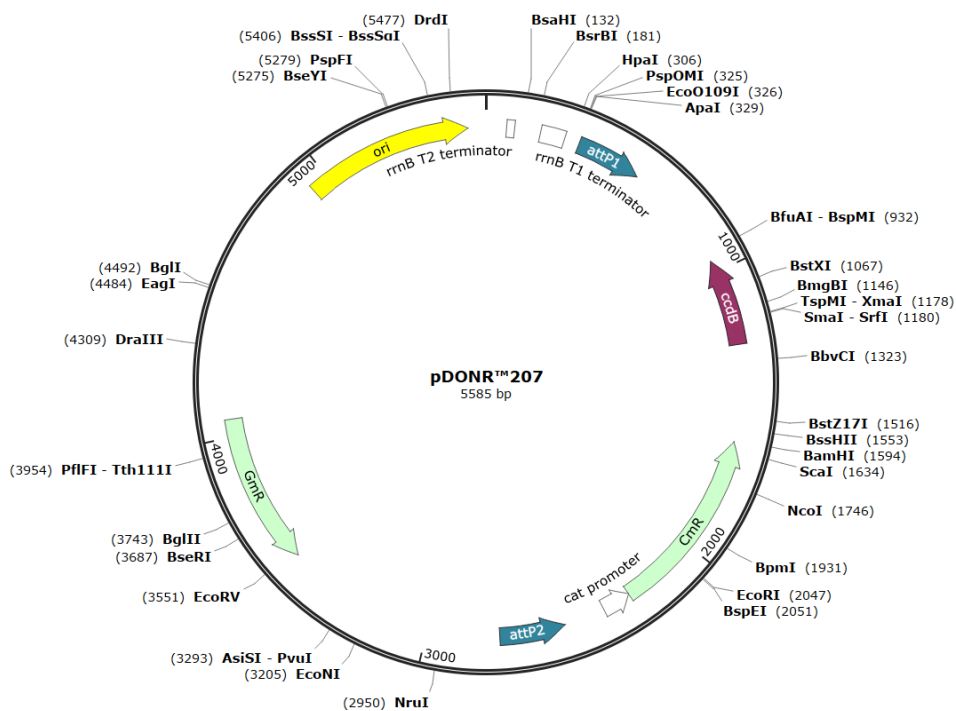 (5477) DrdI
(5406) BssSI - BssSαI
(5279) PspFI
(5275) BseYI
BsaHI (132)
BsrBI (181)
HpaI (306)
PspOMI (325)
EcoO109I (326)
ApaI (329)
ori
rrnB T2 terminator
rrnB T1 terminator
attP1
5000
BfuAI - BspMI (932)
1000
BstXI (1067)
BmgBI (1146)
TspMI - XmaI (1178)
SmaI - SrfI (1180)
ccdB
BbvCI (1323)
(4492) BglI
(4484) EagI
(4309) DraIII
pDONR™207
5585 bp
BstZ17I (1516)
BssHII (1553)
BamHI (1594)
ScaI (1634)
NcoI (1746)
CmR
2000
BpmI (1931)
EcoRI (2047)
BspEI (2051)
cat promoter
attP2
4000
(3954) PflFI - Tth111I
GmR
(3743) BglII
(3687) BseRI
(3551) EcoRV
(3293) AsiSI - PvuI
(3205) EcoNI
3000
(2950) NruI